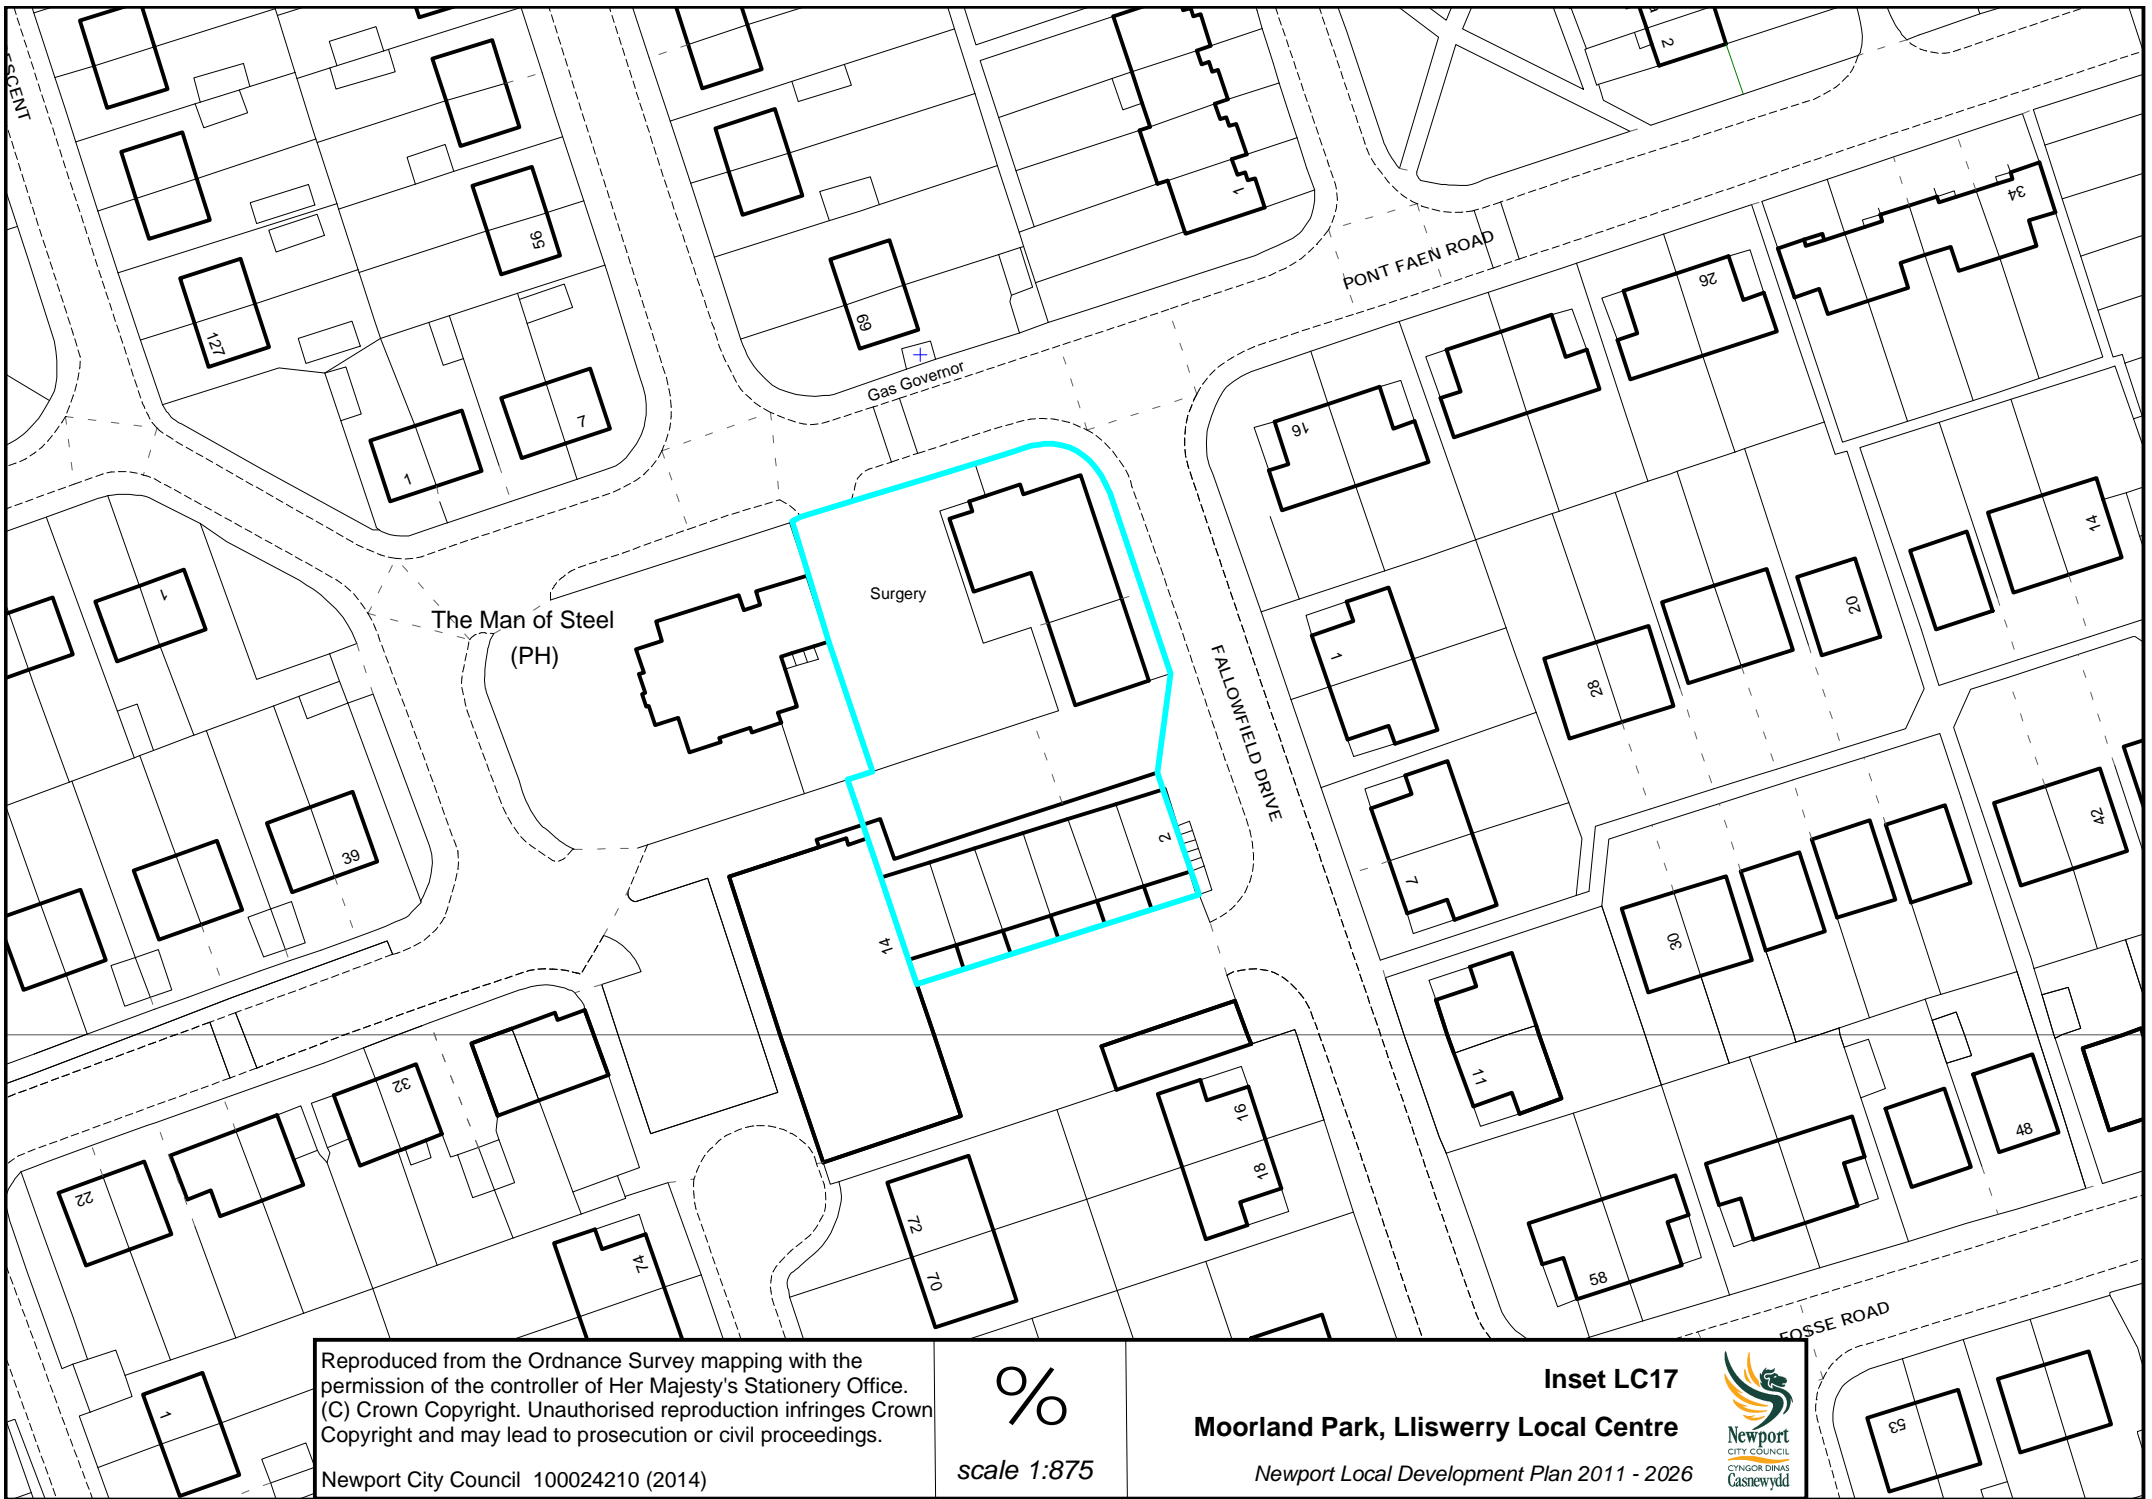 SCENT
2
1
34
PONT FAEN ROAD
56
127
69
26
Gas Governor
7
1
16
14
Surgery
1
The Man of Steel
(PH)
20
1
28
FALLOWFIELD DRIVE
42
2
39
7
14
30
11
32
16
48
18
22
72
74
70
58
FOSSE ROAD
1
53
Reproduced from the Ordnance Survey mapping with the
permission of the controller of Her Majesty's Stationery Office.
(C) Crown Copyright. Unauthorised reproduction infringes Crown
Copyright and may lead to prosecution or civil proceedings.
Newport City Council 100024210 (2014)
%
scale 1:875
Inset LC17
Moorland Park, Lliswerry Local Centre
Newport Local Development Plan 2011 - 2026
Newport
CITY COUNCIL
CYNGOR DINAS
Casnewydd